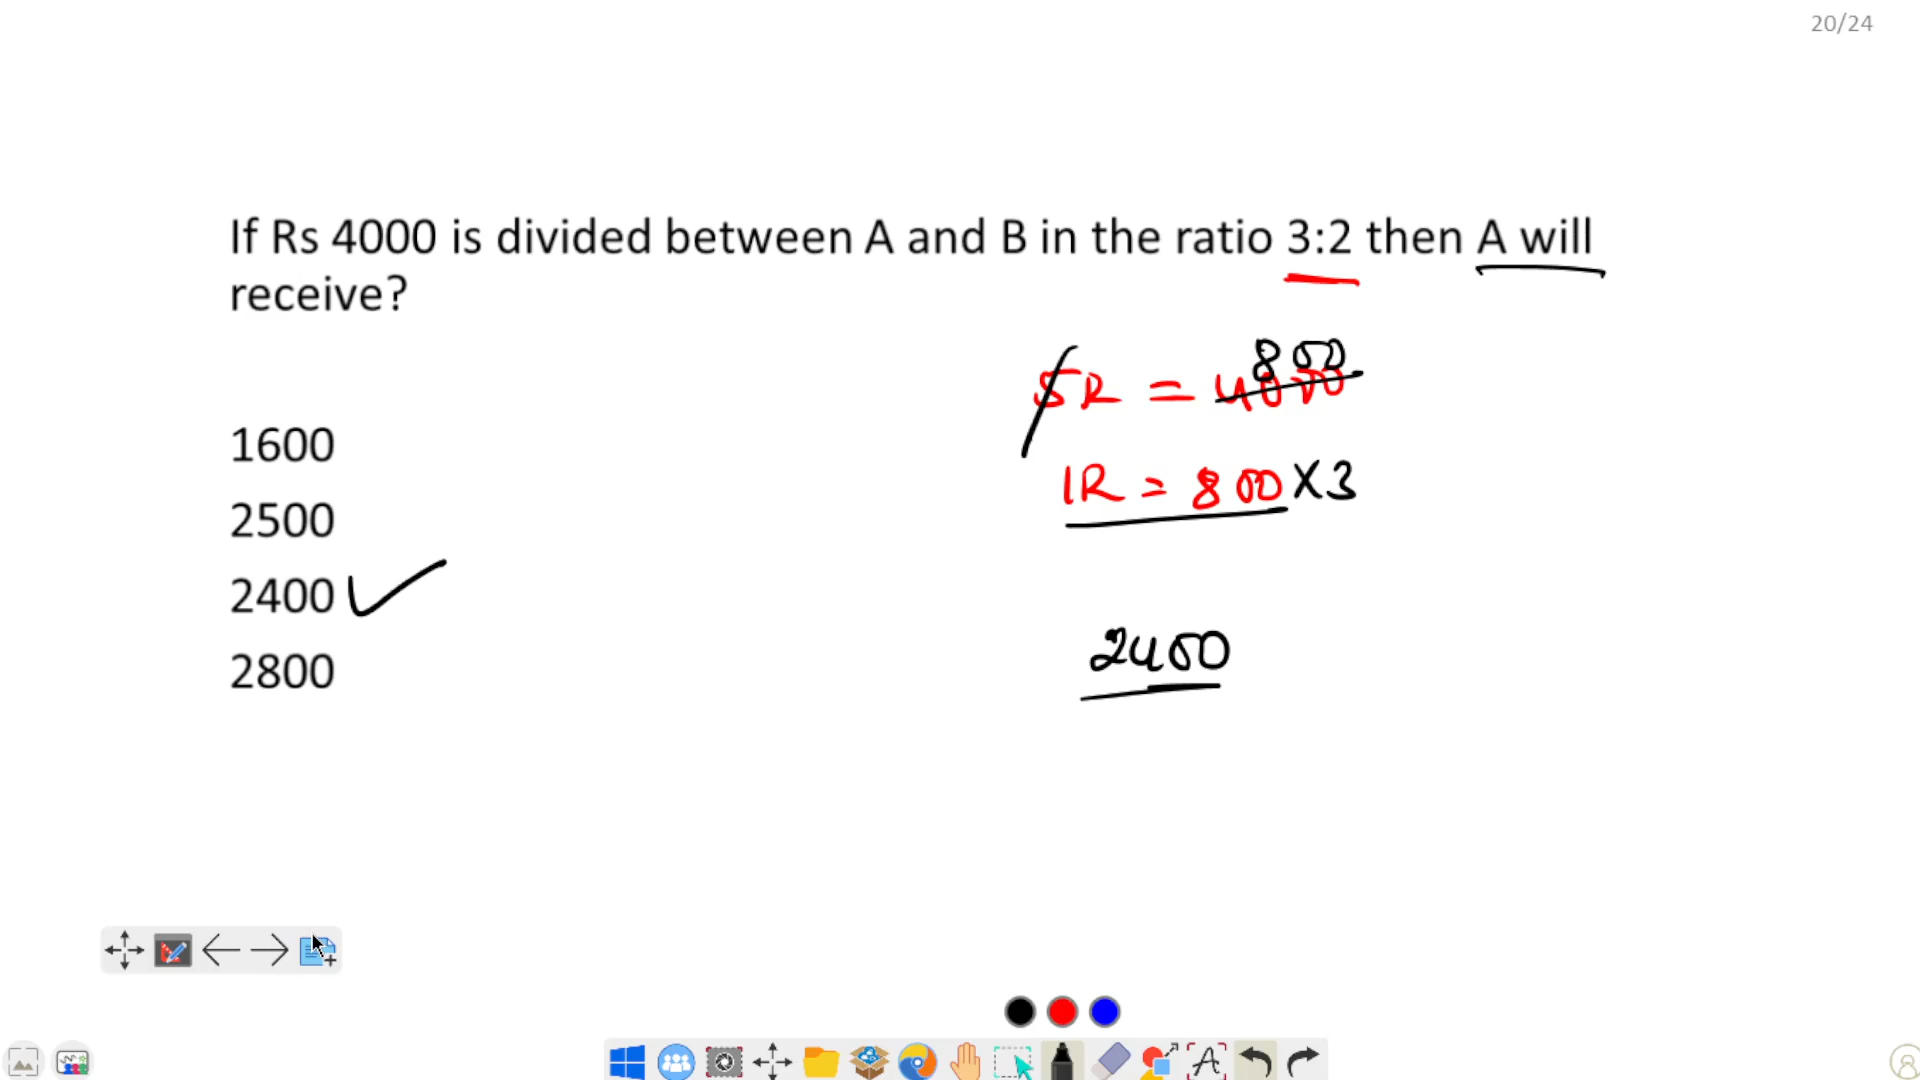 20/24
If Rs 4000 is divided between A and B in the ratio 3:2 then A will
receive?
800
5R = 4000
1R = 800 X3
1600
2500
2400
2800
2400